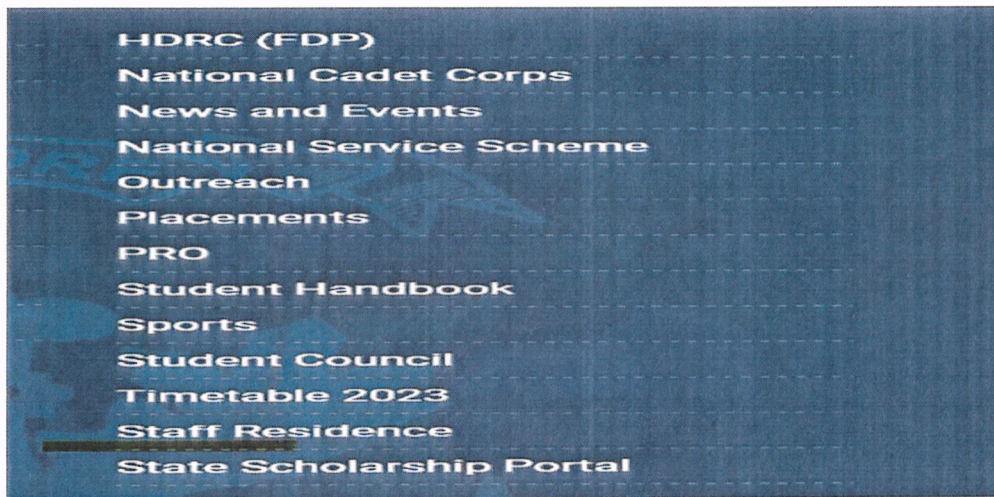 HDRC (FDP)
National Cadet Corps
News and Events
National Service Scheme
Outreach
Placements
PRO
Student Handbook
Sports
Student Council
Timetable 2023
Staff Residence
State Scholarship Portal